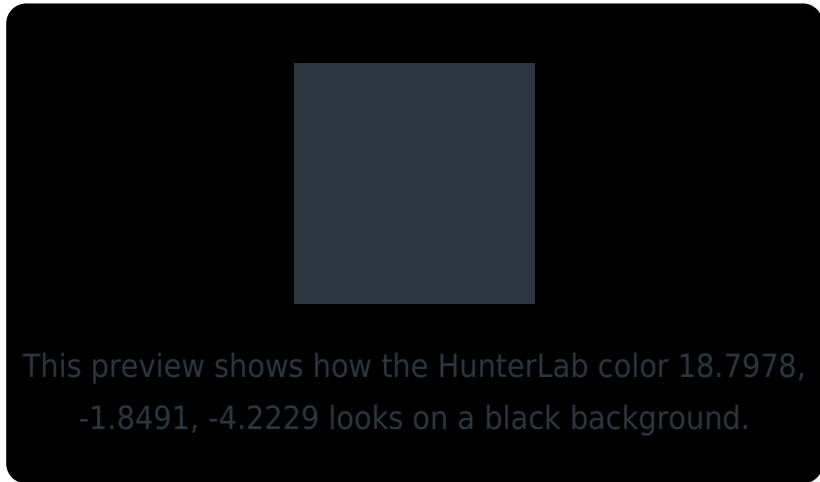 This preview shows how the HunterLab color 18.7978,
-1.8491, -4.2229 looks on a black background.